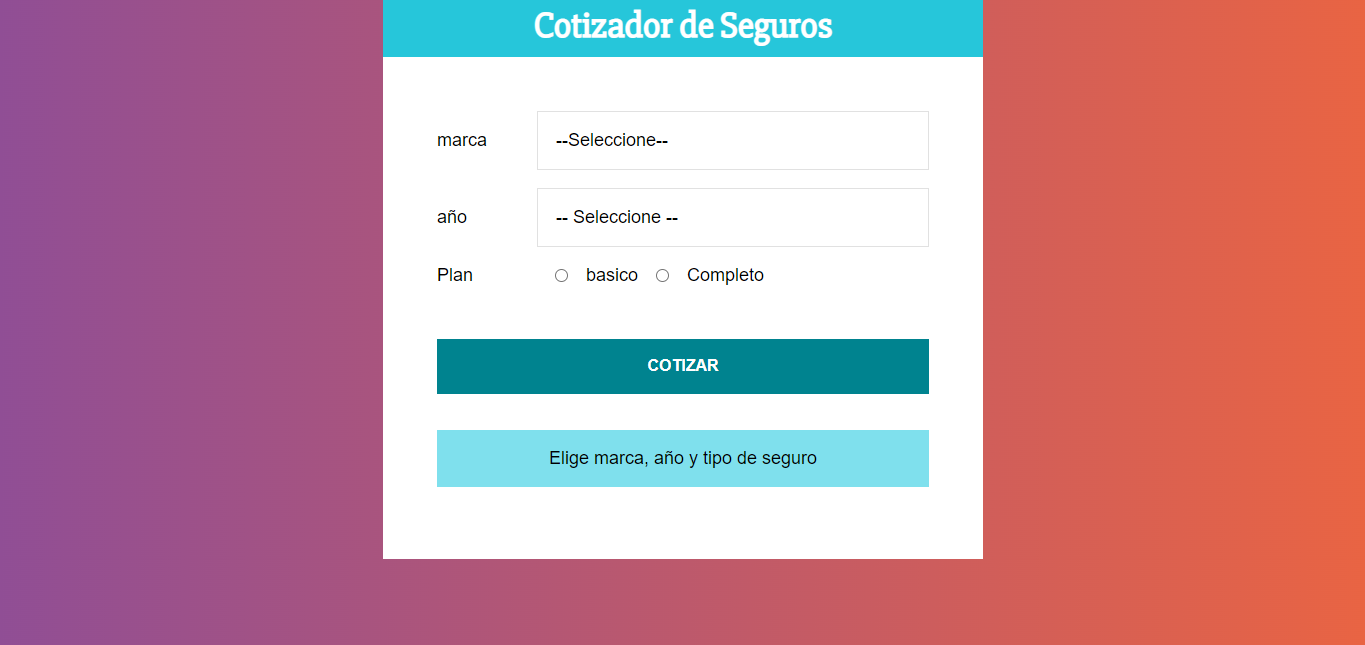 Cotizador de Seguros
marca --Seleccione--
año -- Seleccione --
Plan basico Completo
COTIZAR
Elige marca, año y tipo de seguro